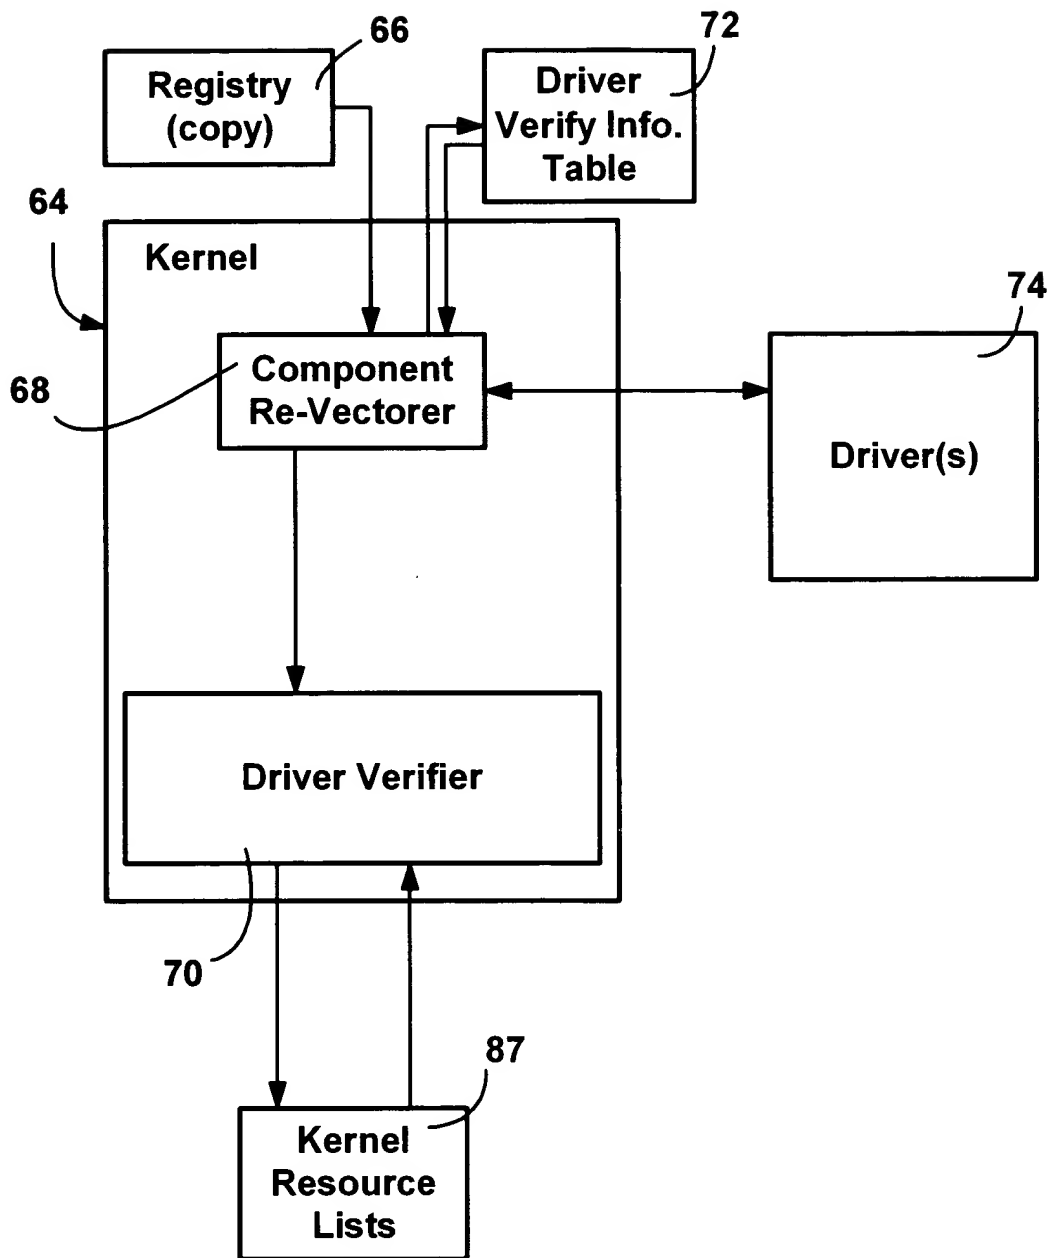 66
Registry
(copy)
72
Driver
Verify Info.
Table
64
Kernel
74
68
Component
Re-Vectorer
Driver(s)
Driver Verifier
70
87
Kernel
Resource
Lists